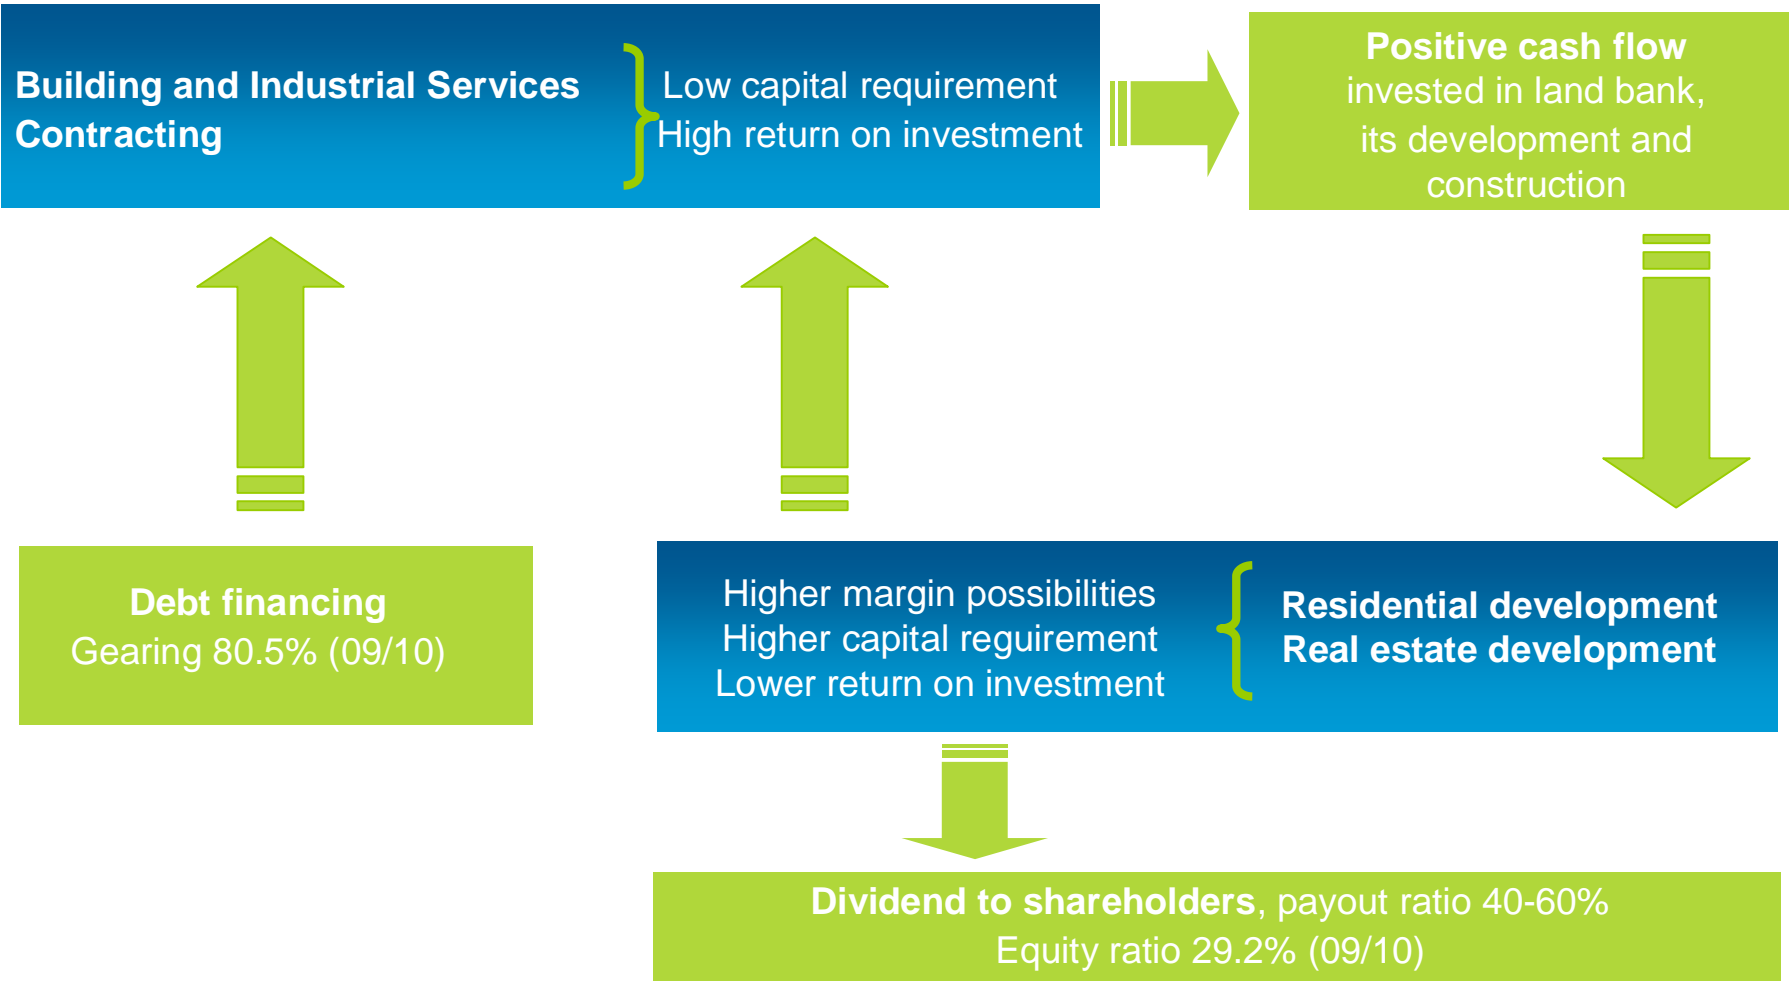 Building and Industrial Services
Contracting
Low capital requirement
High return on investment
Positive cash flow
invested in land bank,
its development and
construction
Debt financing
Gearing 80.5% (09/10)
Higher margin possibilities
Higher capital reguirement
Lower return on investment
Residential development
Real estate development
Dividend to shareholders, payout ratio 40-60%
Equity ratio 29.2% (09/10)